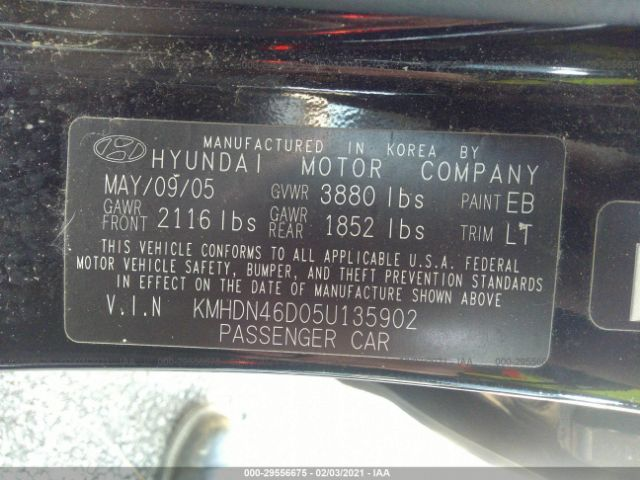 MANUFACTURED IN KOREA BY
HYUNDAI MOTOR COMPANY
MAY/09/05 GVWR 3880 lbs PAINT EB
GAWR FRONT 2116 lbs GAWR REAR 1852 lbs TRIM LT
THIS VEHICLE CONFORMS TO ALL APPLICABLE U.S.A. FEDERAL
MOTOR VEHICLE SAFETY, BUMPER, AND THEFT PREVENTION STANDARDS
IN EFFECT ON THE DATE OF MANUFACTURE SHOWN ABOVE
V.I.N KMHDN46D05U135902
PASSENGER CAR
000-29556675 - 02/03/2021 - IAA